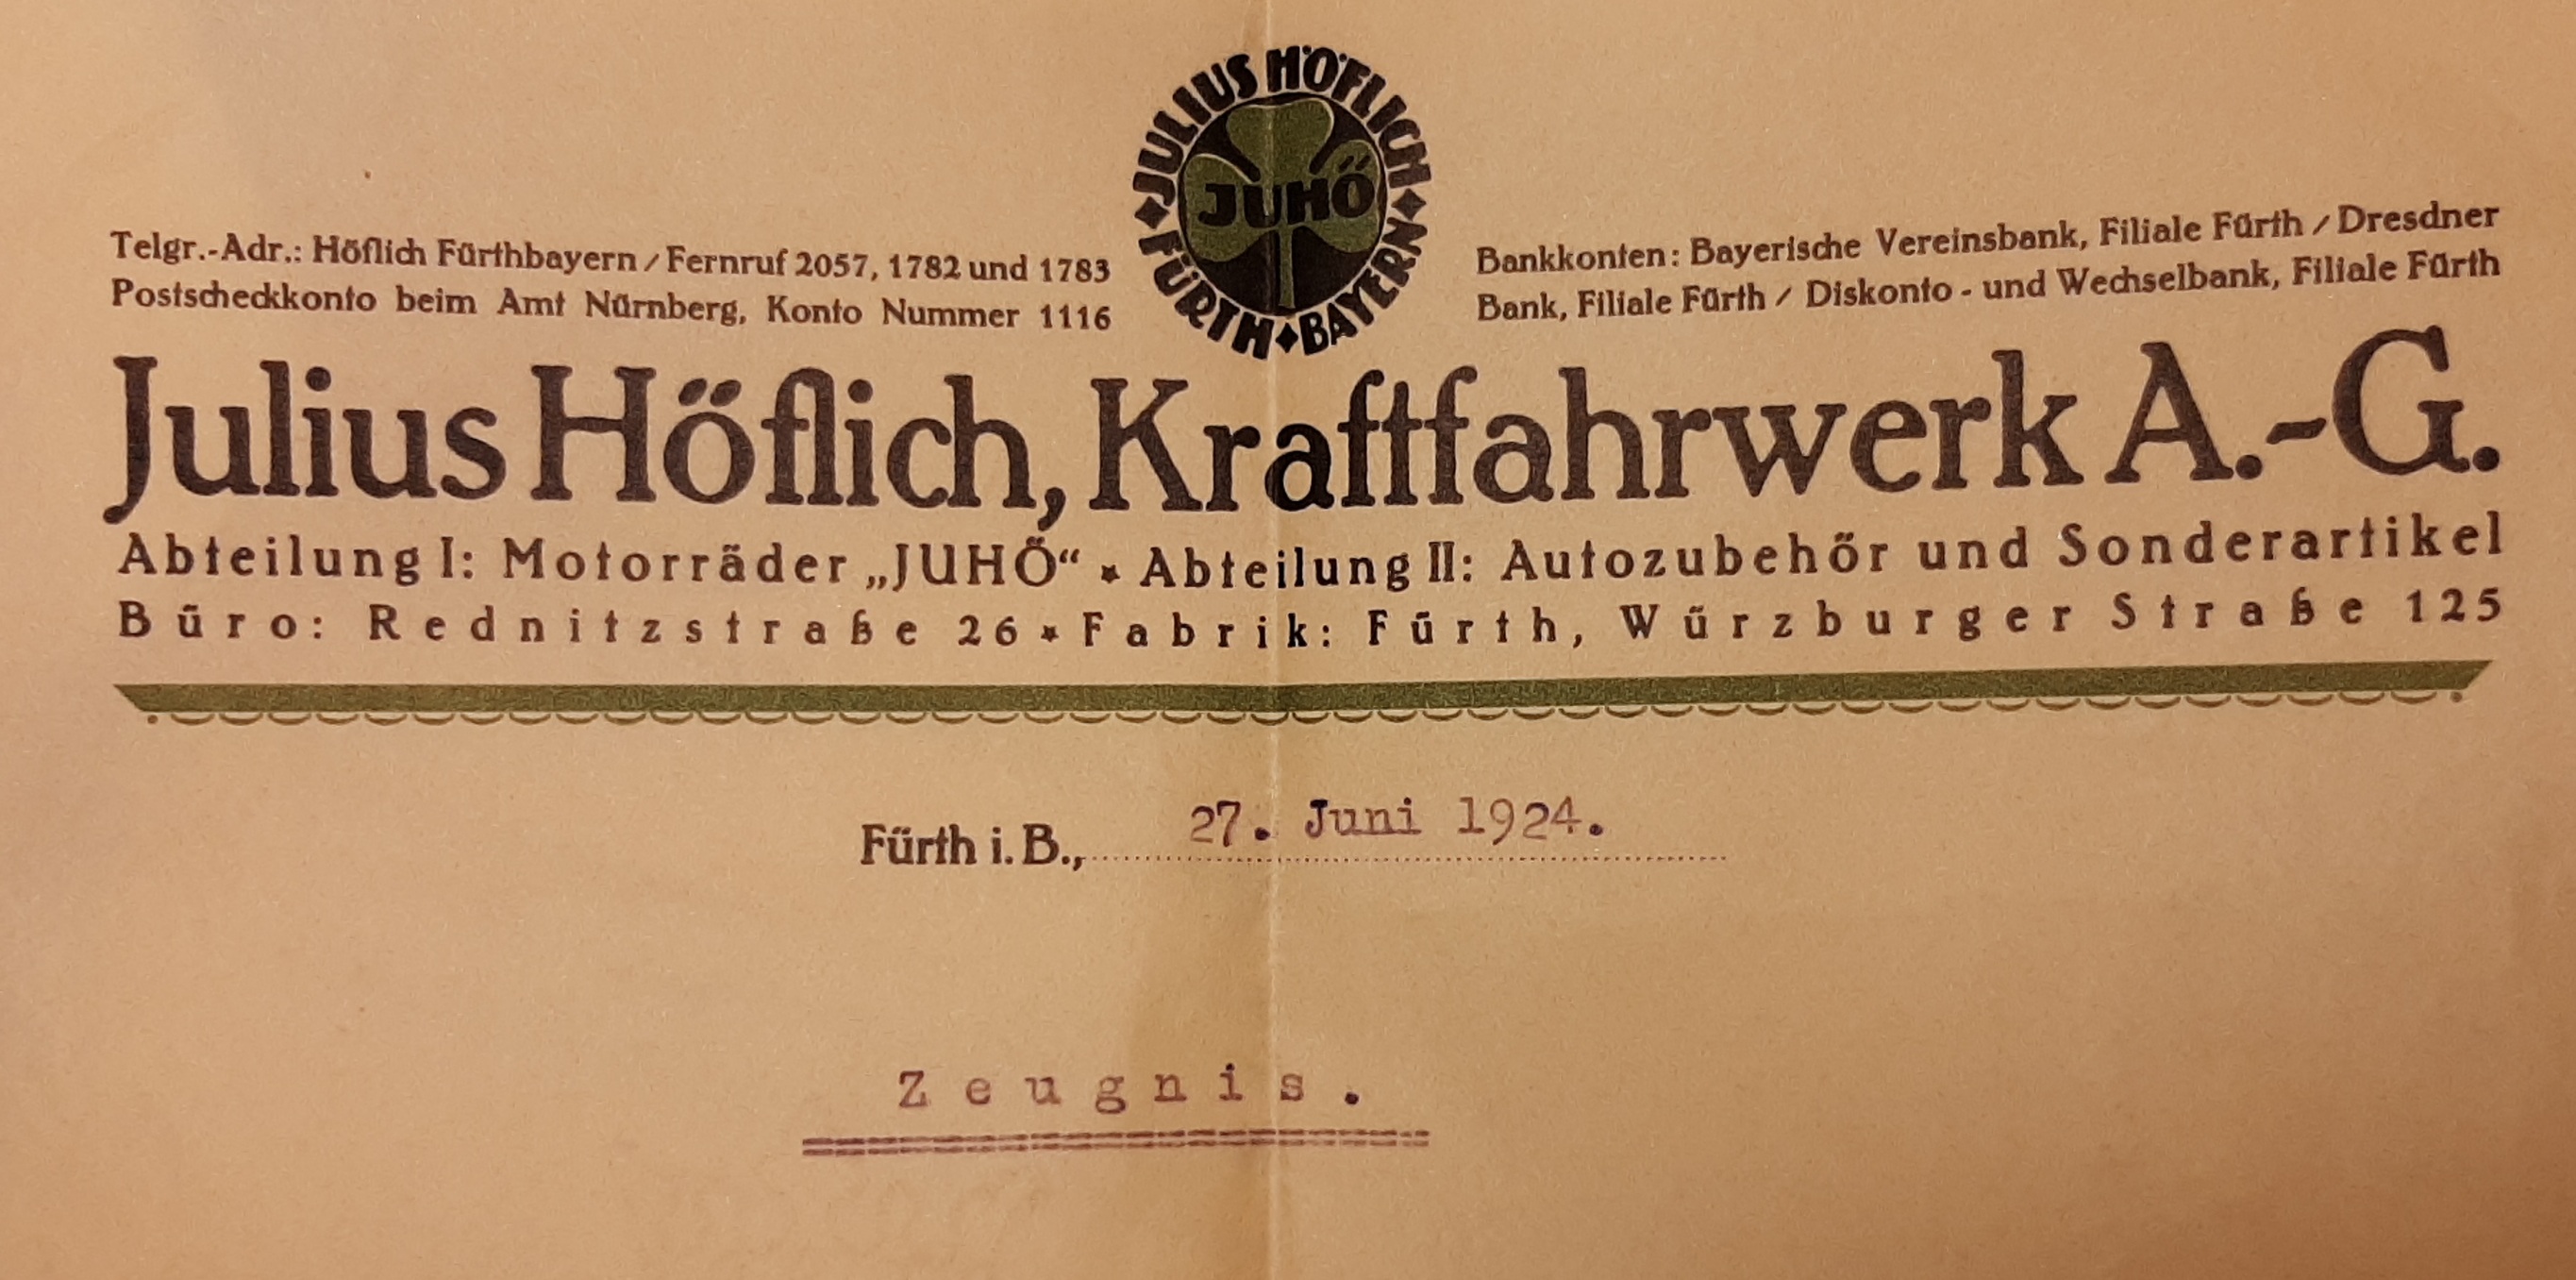 JULIUS HÖFLICH
JUHÖ
FÜRTH BAYERN
Telgr.-Adr.: Höflich Fürthbayern / Fernruf 2057, 1782 und 1783
Postscheckkonto beim Amt Nürnberg, Konto Nummer 1116
Bankkonten: Bayerische Vereinsbank, Filiale Fürth / Dresdner
Bank, Filiale Fürth / Diskonto- und Wechselbank, Filiale Fürth
Julius Höflich, Kraftfahrwerk A.-G.
Abteilung I: Motorräder „JUHÖ“ * Abteilung II: Autozubehör und Sonderartikel
Büro: Rednitzstraße 26 * Fabrik: Fürth, Würzburger Straße 125
Fürth i. B., 27. Juni 1924.
Zeugnis.